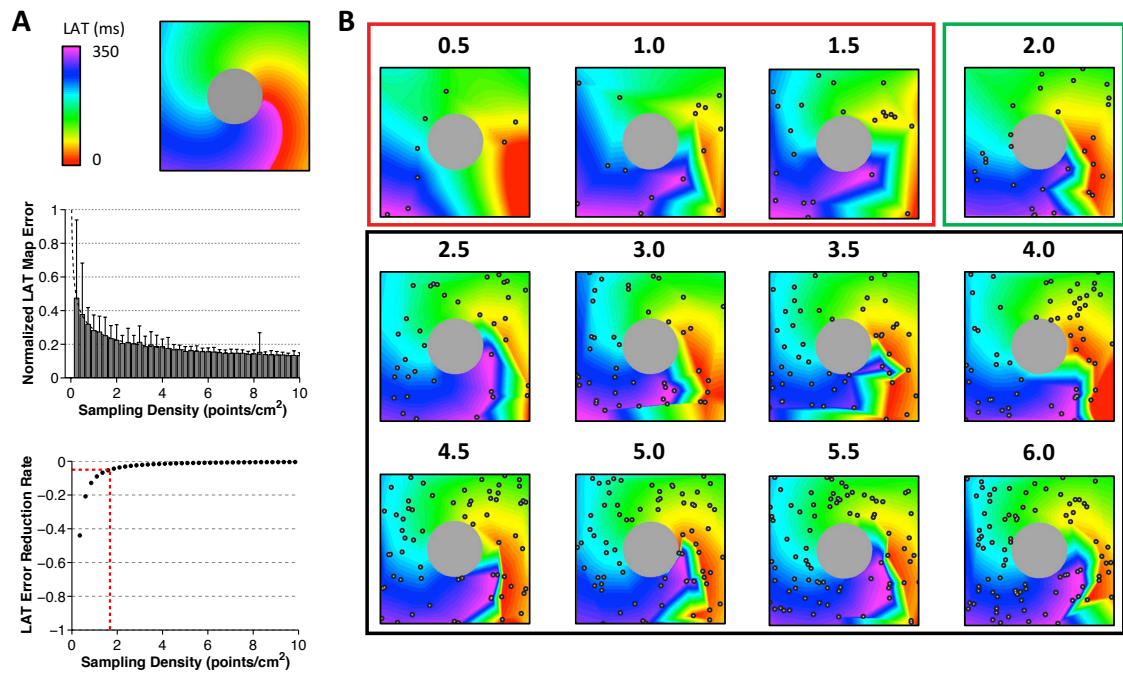 A
LAT (ms)
350
0
Normalized LAT Map Error
1
0.8
0.6
0.4
0.2
0
0 2 4 6 8 10
Sampling Density (points/cm²)
LAT Error Reduction Rate
0
−0.2
−0.4
−0.6
−0.8
−1
0 2 4 6 8 10
Sampling Density (points/cm²)
B
0.5 1.0 1.5 2.0
2.5 3.0 3.5 4.0
4.5 5.0 5.5 6.0